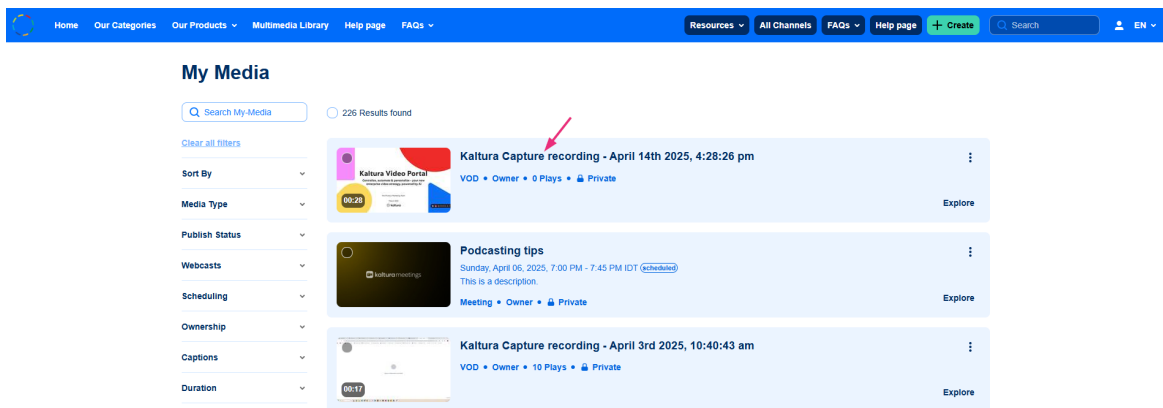 Home Our Categories Our Products Multimedia Library Help page FAQs Resources All Channels FAQs Help page + Create Search EN
My Media
Search My-Media
226 Results found
Clear all filters
Sort By
Media Type
Publish Status
Webcasts
Scheduling
Ownership
Captions
Duration
Kaltura Video Portal
00:28
Kaltura Capture recording - April 14th 2025, 4:28:26 pm
VOD • Owner • 0 Plays • Private
Explore
kalturameetings
Podcasting tips
Sunday, April 06, 2025, 7:00 PM - 7:45 PM IDT scheduled
This is a description.
Meeting • Owner • Private
Explore
00:17
Kaltura Capture recording - April 3rd 2025, 10:40:43 am
VOD • Owner • 10 Plays • Private
Explore